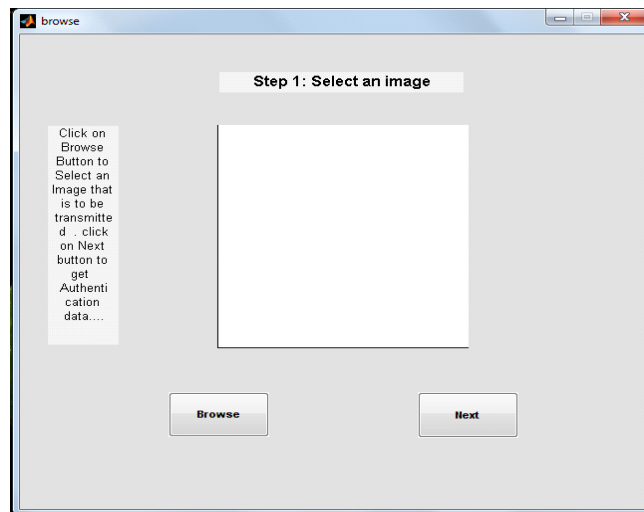 browse
Step 1: Select an image
Click on
Browse
Button to
Select an
Image that
is to be
transmitte
d . click
on Next
button to
get
Authenti
cation
data....
Browse
Next